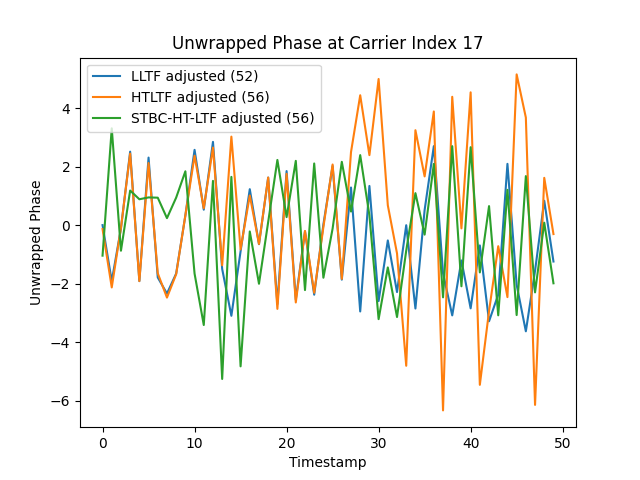 Unwrapped Phase at Carrier Index 17
LLTF adjusted (52)
HTLTF adjusted (56)
STBC-HT-LTF adjusted (56)
Unwrapped Phase
4
2
0
−2
−4
−6
0 10 20 30 40 50
Timestamp